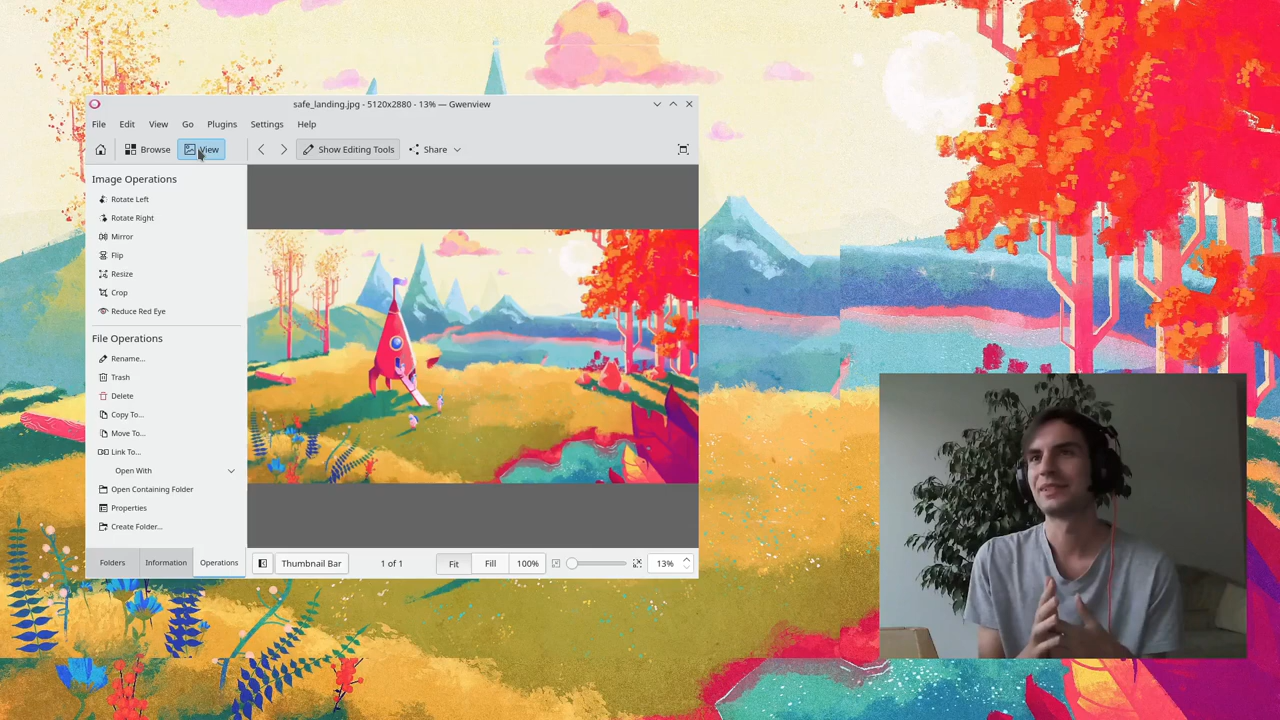 safe_landing.jpg - 5120x2880 - 13% — Gwenview
File Edit View Go Plugins Settings Help
Browse View Show Editing Tools Share
Image Operations
Rotate Left
Rotate Right
Mirror
Flip
Resize
Crop
Reduce Red Eye
File Operations
Rename...
Trash
Delete
Copy To...
Move To...
Link To...
Open With
Open Containing Folder
Properties
Create Folder...
Folders Information Operations Thumbnail Bar 1 of 1 Fit Fill 100% 13%